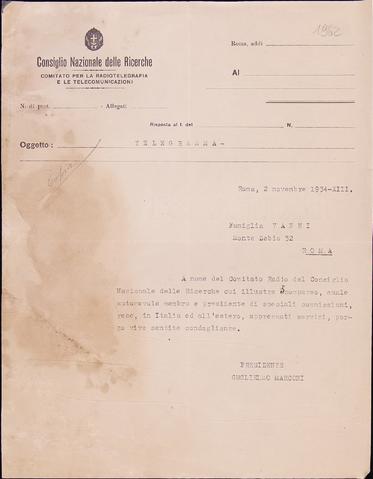 1962
Consiglio Nazionale delle Ricerche
COMITATO PER LA RADIOTELEGRAFIA
E LE TELECOMUNICAZIONI
Roma, addì
Al
N. di prot. - Allegati
Risposta al f. del N.
Oggetto: TELEGRAMMA-
Copia
Roma, 2 novembre 1934-XIII.
Famiglia VANNI
Monte Zebio 32
ROMA
A nome del Comitato Radio del Consiglio
Nazionale delle Ricerche cui illustre Scomparso, quale
autorevole membro e presidente di speciali commissioni,
rese, in Italia ed all'estero, apprezzati servizi, por-
go vive sentite condoglianze.
PRESIDENTE
GUGLIELMO MARCONI